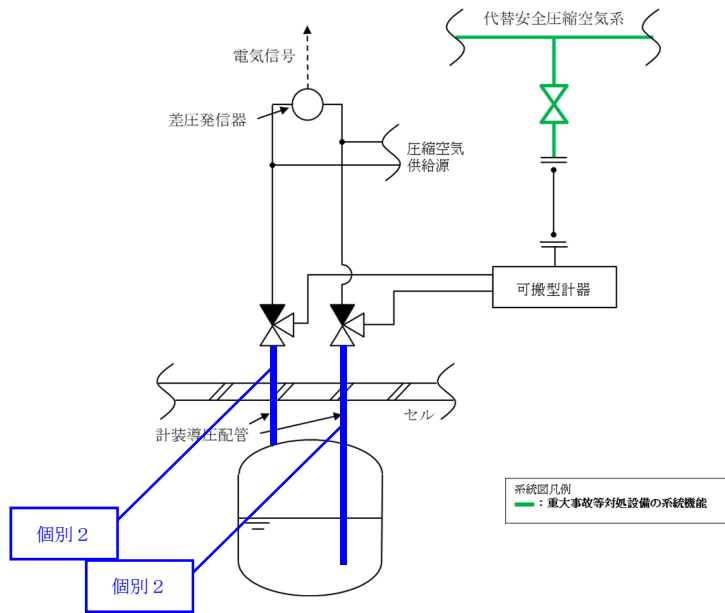 代替安全圧縮空気系
電気信号
差圧発信器
圧縮空気
供給源
可搬型計器
セル
計装導圧配管
個別2
個別2
系統図凡例
：重大事故等対処設備の系統機能